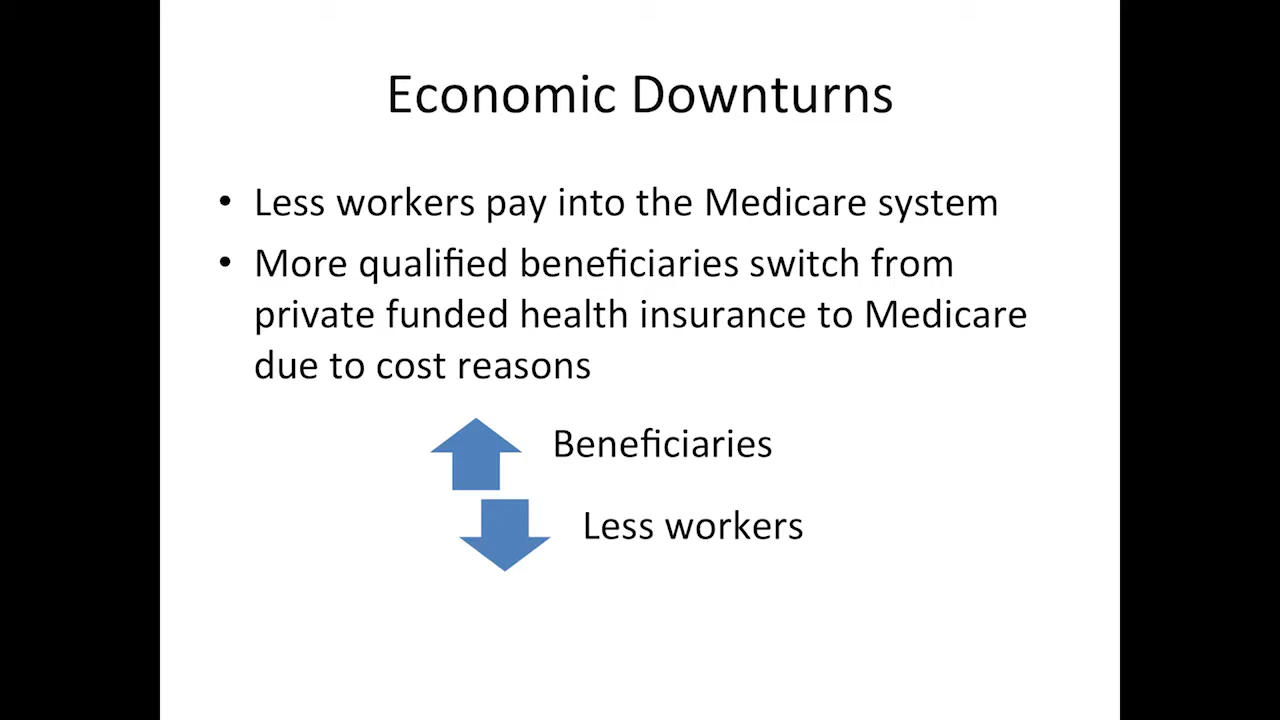 Economic Downturns
• Less workers pay into the Medicare system
• More qualified beneficiaries switch from
private funded health insurance to Medicare
due to cost reasons
Beneficiaries
Less workers